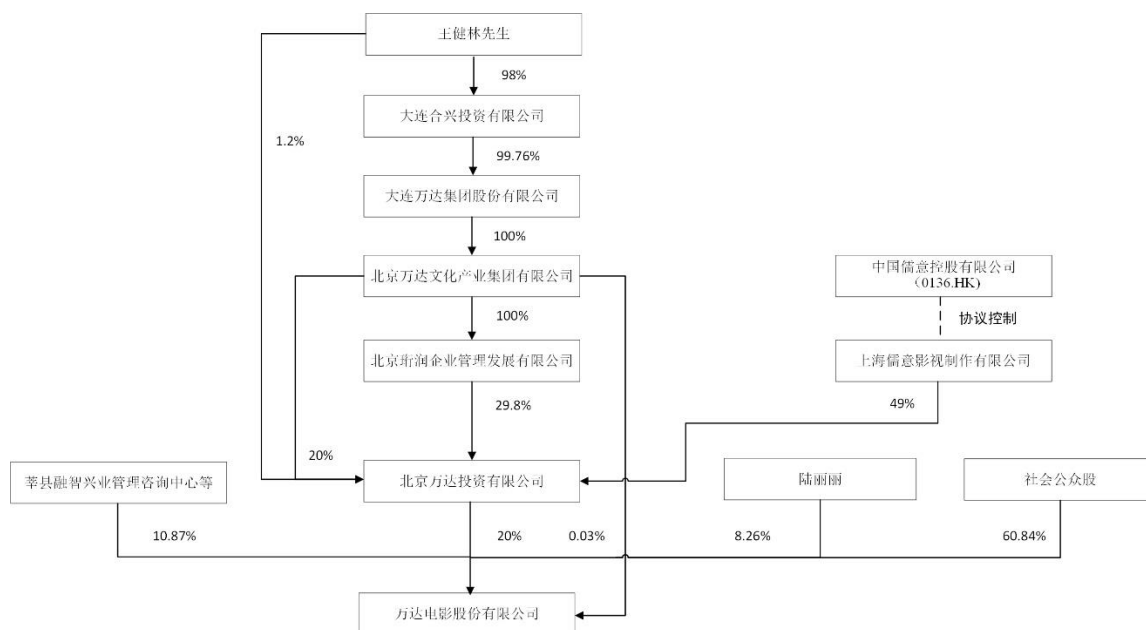 王健林先生
98%
大连合兴投资有限公司
1.2%
99.76%
大连万达集团股份有限公司
100%
北京万达文化产业集团有限公司
中国儒意控股有限公司
（0136.HK）
100%
协议控制
北京珩润企业管理发展有限公司
上海儒意影视制作有限公司
29.8%
49%
20%
莘县融智兴业管理咨询中心等
北京万达投资有限公司
陆丽丽
社会公众股
10.87%
20%
0.03%
8.26%
60.84%
万达电影股份有限公司